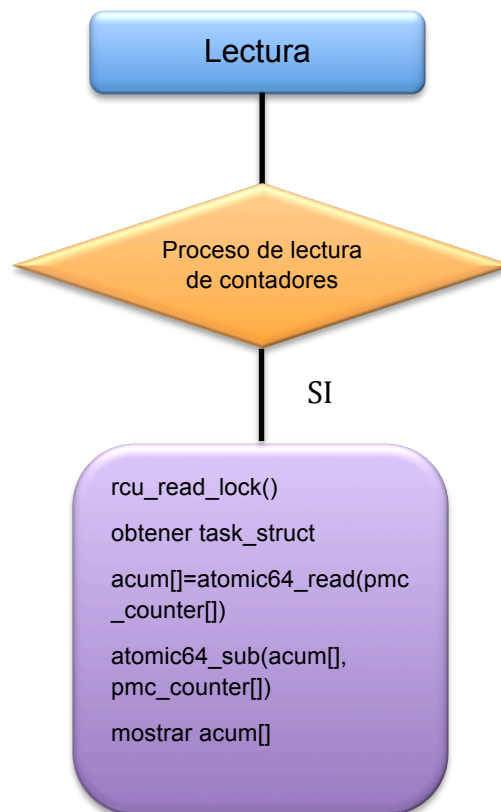 Lectura
Proceso de lectura
de contadores
SI
rcu_read_lock()
obtener task_struct
acum[]=atomic64_read(pmc
_counter[])
atomic64_sub(acum[],
pmc_counter[])
mostrar acum[]